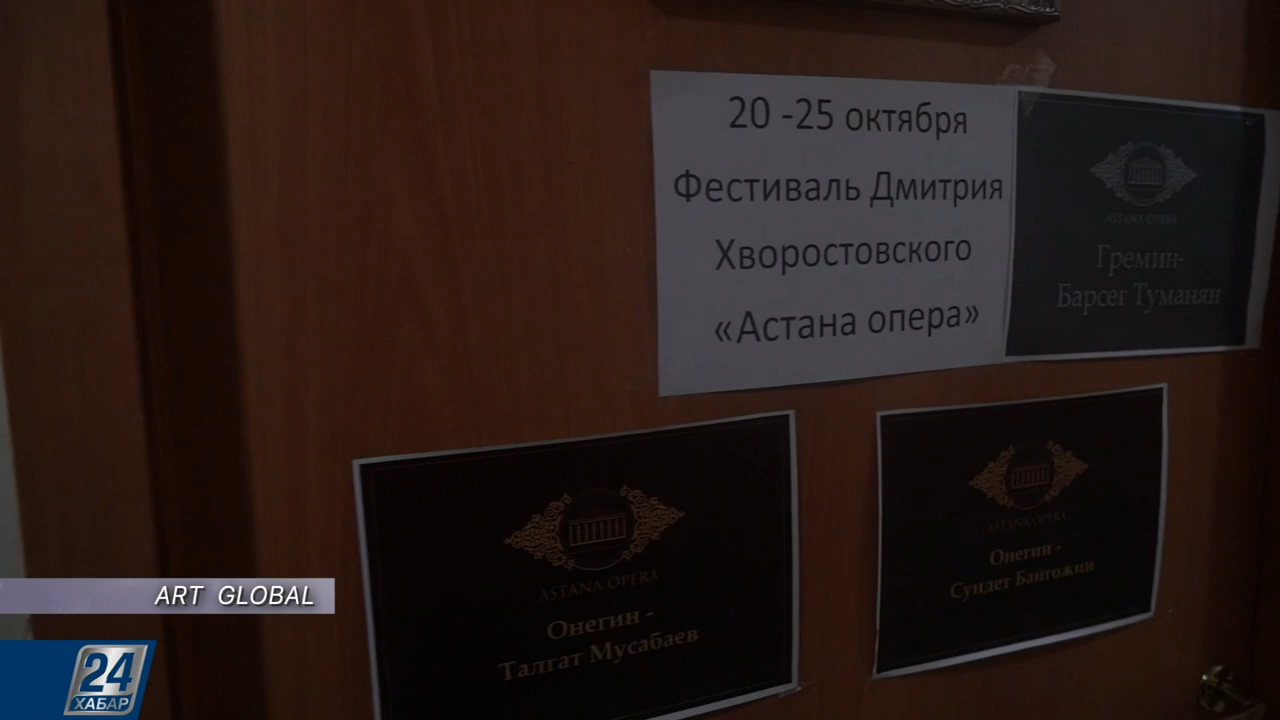 20 -25 октября
Фестиваль Дмитрия
Хворостовского
«Астана опера»
ASTANA OPERA
Гремин-
Барсег Туманян
ASTANA OPERA
Онегин -
Талгат Мусабаев
ASTANA OPERA
Онегин -
Сундет Байгожин
ART GLOBAL
24
ХАБАР